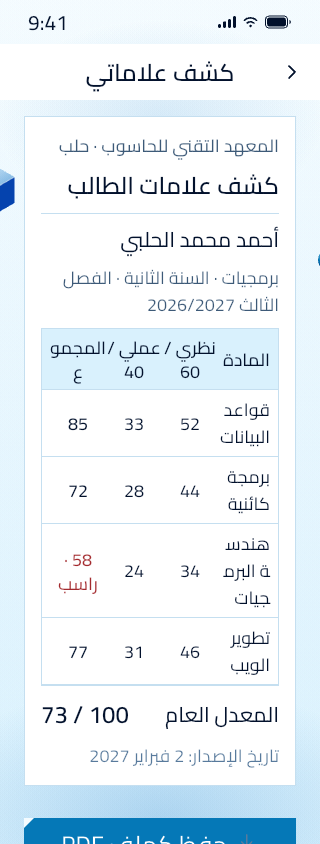 9:41
كشف علاماتي
المعهد التقني للحاسوب · حلب
كشف علامات الطالب
أحمد محمد الحلبي
برمجيات · السنة الثانية · الفصل
الثالث 2026/2027
المادة نظري / 60 عملي / 40 المجموع
قواعد البيانات 52 33 85
برمجة كائنية 44 28 72
هندسة البرمجيات 34 24 58 · راسب
تطوير الويب 46 31 77
المعدل العام 73 / 100
تاريخ الإصدار: 2 فبراير 2027
حفظ كملف PDF